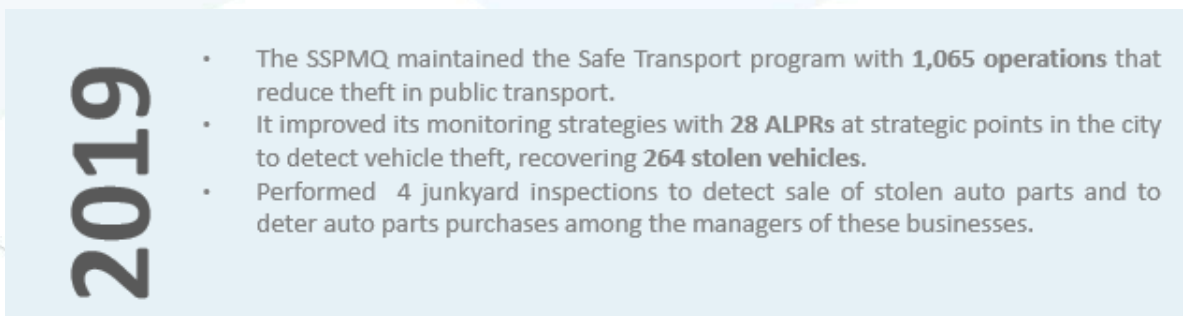 2019
• The SSPMQ maintained the Safe Transport program with 1,065 operations that
reduce theft in public transport.
• It improved its monitoring strategies with 28 ALPRs at strategic points in the city
to detect vehicle theft, recovering 264 stolen vehicles.
• Performed 4 junkyard inspections to detect sale of stolen auto parts and to
deter auto parts purchases among the managers of these businesses.